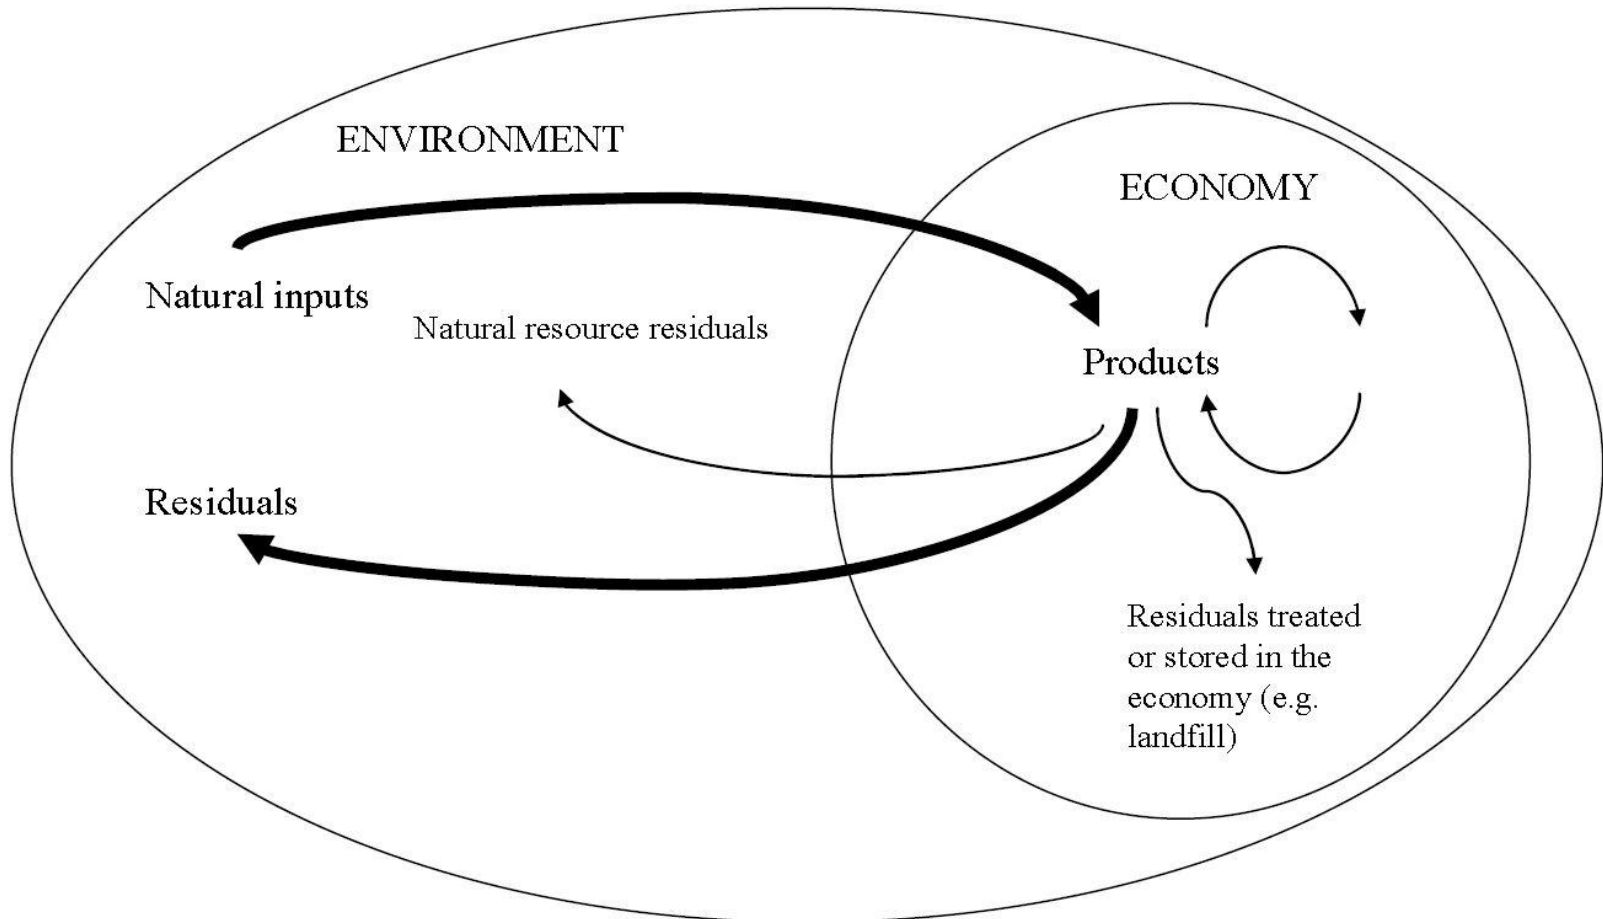 ENVIRONMENT
ECONOMY
Natural inputs
Natural resource residuals
Products
Residuals
Residuals treated
or stored in the
economy (e.g.
landfill)